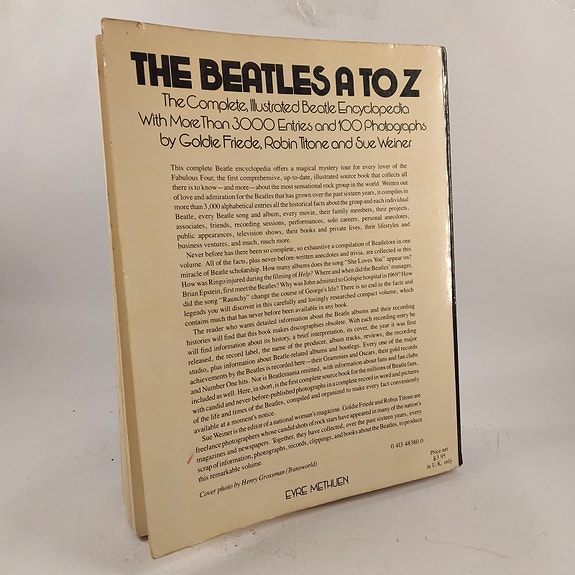 THE BEATLES A TO Z
The Complete, Illustrated Beatle Encyclopedia
With More Than 3000 Entries and 100 Photographs
by Goldie Friede, Robin Titone and Sue Weiner
This complete Beatle encyclopedia offers a magical mystery tour for every lover of the
Fabulous Four, the first comprehensive, up-to-date, illustrated source book that collects all
there is to know—and more—about the most sensational rock group in the world. Written out
of love and admiration for the Beatles that has grown over the past sixteen years, it compiles in
more than 3,000 alphabetical entries all the historical facts about the group and each individual
Beatle, every Beatle song and album, every movie, their family members, their projects,
associates, friends, recording sessions, performances, solo careers, personal anecdotes,
public appearances, television shows, their books and private lives, their lifestyles and
business ventures, and much, much more.
Never before has there been so complete, so exhaustive a compilation of Beatlelore in one
volume. All of the facts, plus never-before-written anecdotes and trivia, are collected in this
miracle of Beatle scholarship. How many albums does the song "She Loves You" appear on?
How was Ringo injured during the filming of Help? Where and when did the Beatles' manager,
Brian Epstein, first meet the Beatles? Why was John admitted to Golspie hospital in 1969? How
did the song "Raunchy" change the course of George's life? There is no end to the facts and
legends you will discover in this carefully and lovingly researched compact volume, which
contains much that has never before been available in any book.
The reader who wants detailed information about the Beatle albums and their recording
histories will find that this book makes discographies obsolete. With each recording entry he
will find information about its history, a brief interpretation, its cover, the year it was first
released, the record label, the name of the producer, album tracks, reviews, the recording
studio, plus information about Beatle-related albums and bootlegs. Every one of the major
achievements by the Beatles is recorded here—their Grammies and Oscars, their gold records
and Number One hits. Nor is Beatlemania omitted, with information about fans and fan clubs
included as well. Here, in short, is the first complete source book for the millions of Beatle fans,
with candid and never-before-published photographs in a complete record in word and pictures
of the life and times of the Beatles, compiled and organized to make every fact conveniently
available at a moment's notice.
Sue Weiner is the editor of a national woman's magazine. Goldie Friede and Robin Titone are
freelance photographers whose candid shots of rock stars have appeared in many of the nation's
magazines and newspapers. Together, they have collected, over the past sixteen years, every
scrap of information, photographs, records, clippings, and books about the Beatles, to produce
this remarkable volume.
Cover photo by Henry Grossman (Transworld)
0 413 48380 0
Price net
£3.95
in U.K. only
EYRE METHUEN